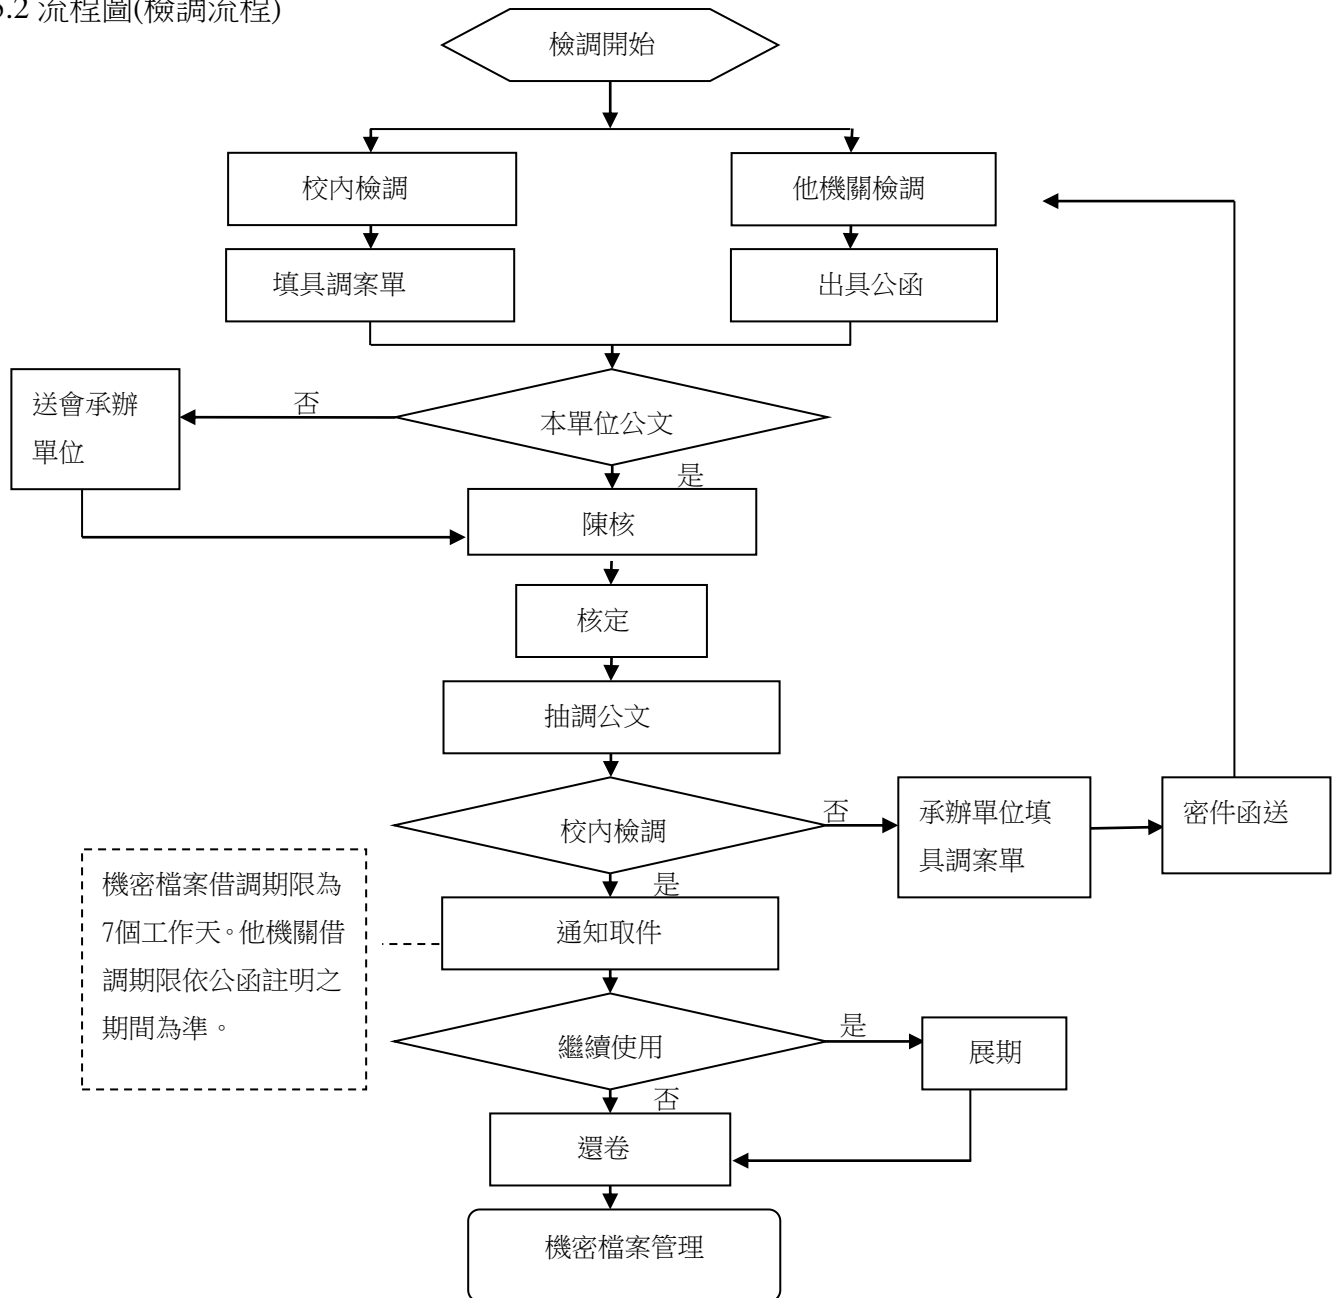 5.2 流程圖(檢調流程)
檢調開始
校內檢調
他機關檢調
填具調案單
出具公函
送會承辦
單位
否
本單位公文
是
陳核
核定
抽調公文
校內檢調
否
承辦單位填
具調案單
密件函送
是
機密檔案借調期限為
7個工作天。他機關借
調期限依公函註明之
期間為準。
通知取件
繼續使用
是
展期
否
還卷
機密檔案管理